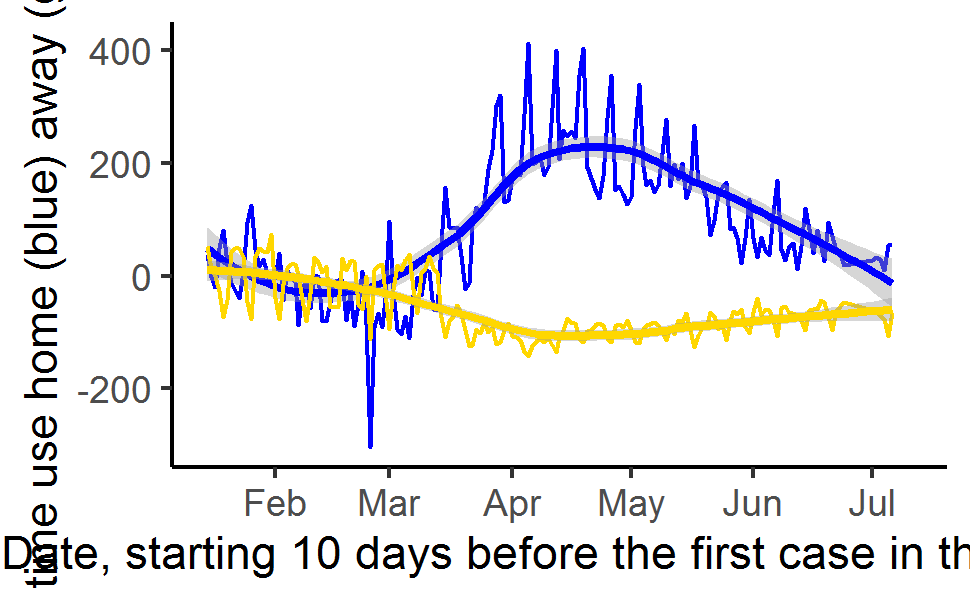 time use home (blue) away (
400
200
0
-200
Feb Mar Apr May Jun Jul
Date, starting 10 days before the first case in th